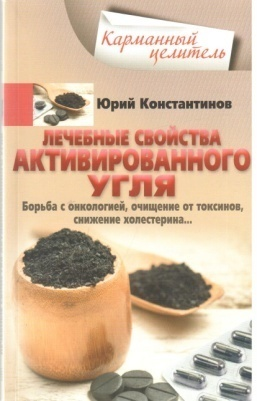 Карманный
целитель
Юрий Константинов
ЛЕЧЕБНЫЕ СВОЙСТВА
АКТИВИРОВАННОГО
УГЛЯ
Борьба с онкологией, очищение от токсинов,
снижение холестерина...